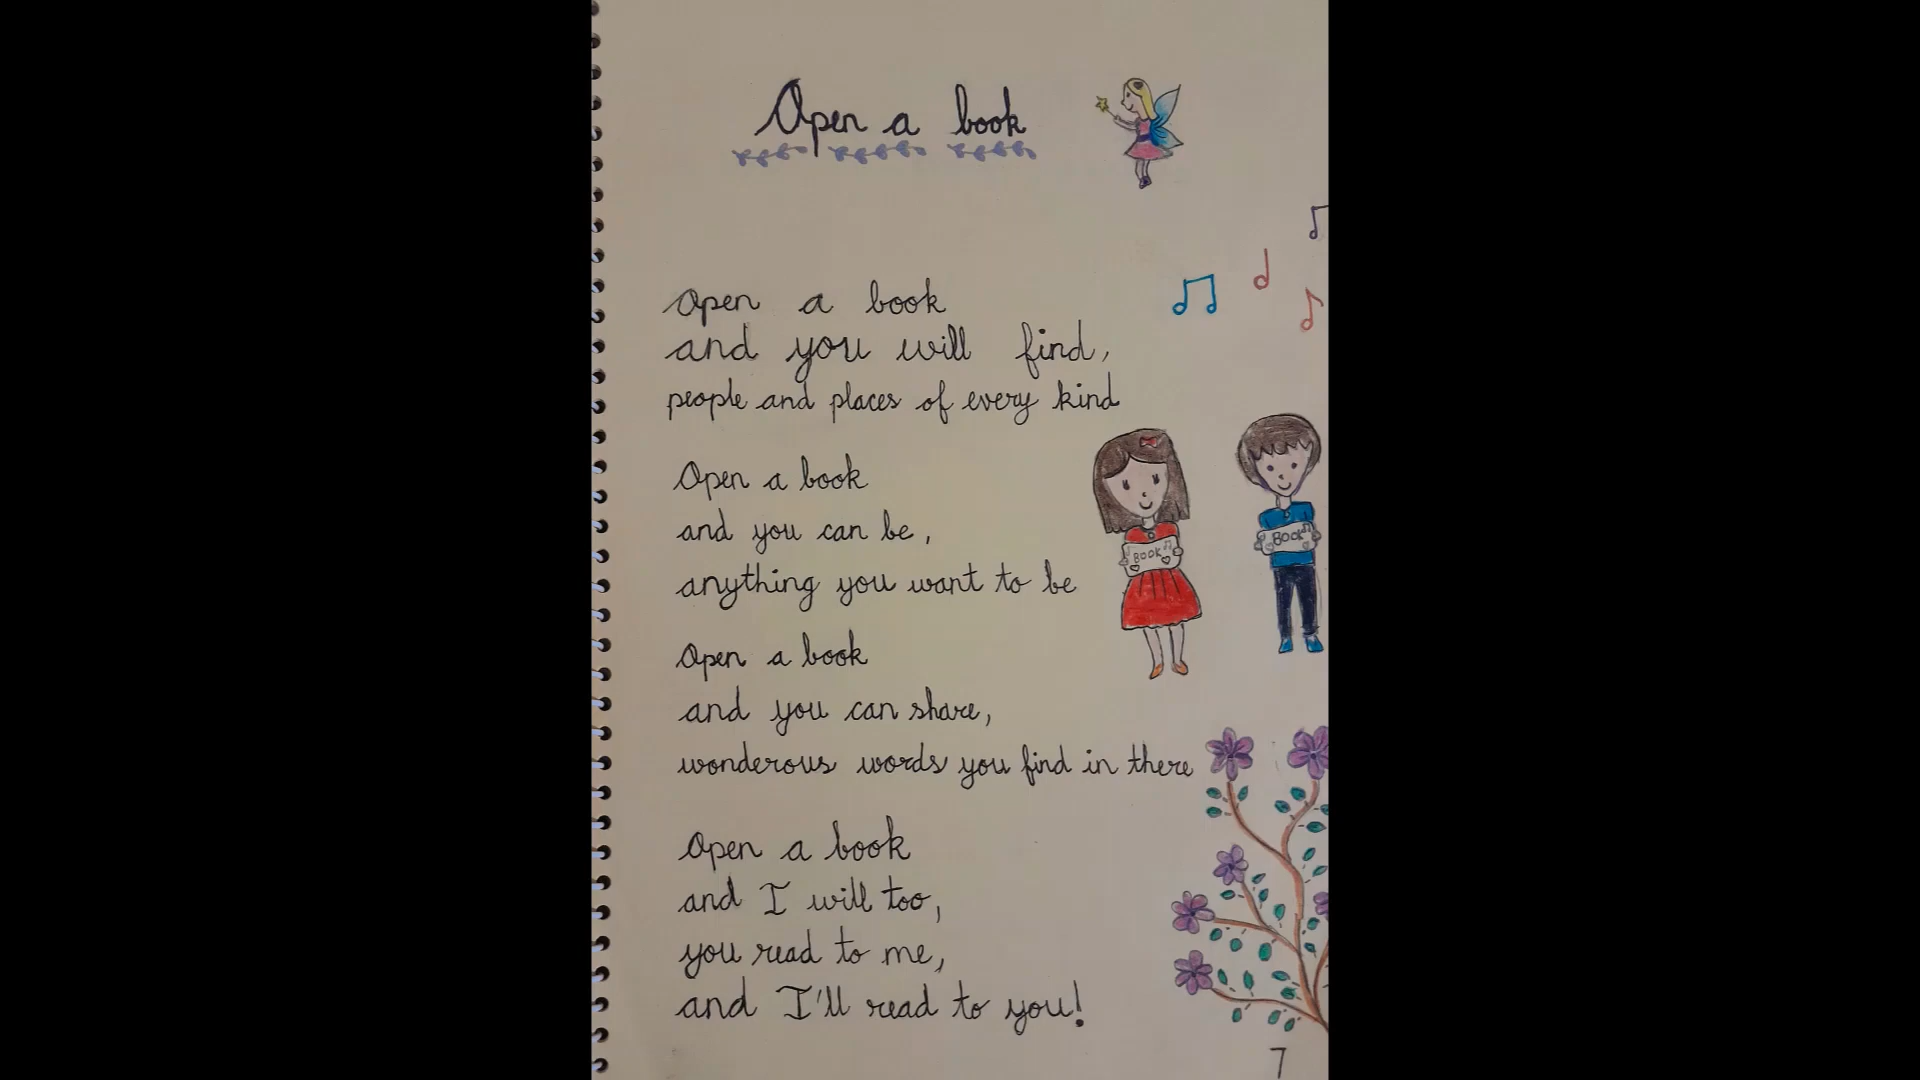 Open a book
Open a book
and you will find,
people and places of every kind
Open a book
and you can be,
anything you want to be
Open a book
and you can share,
wonderous words you find in there
Open a book
and I will too,
you read to me,
and I'll read to you!
BOOK
BOOK
7